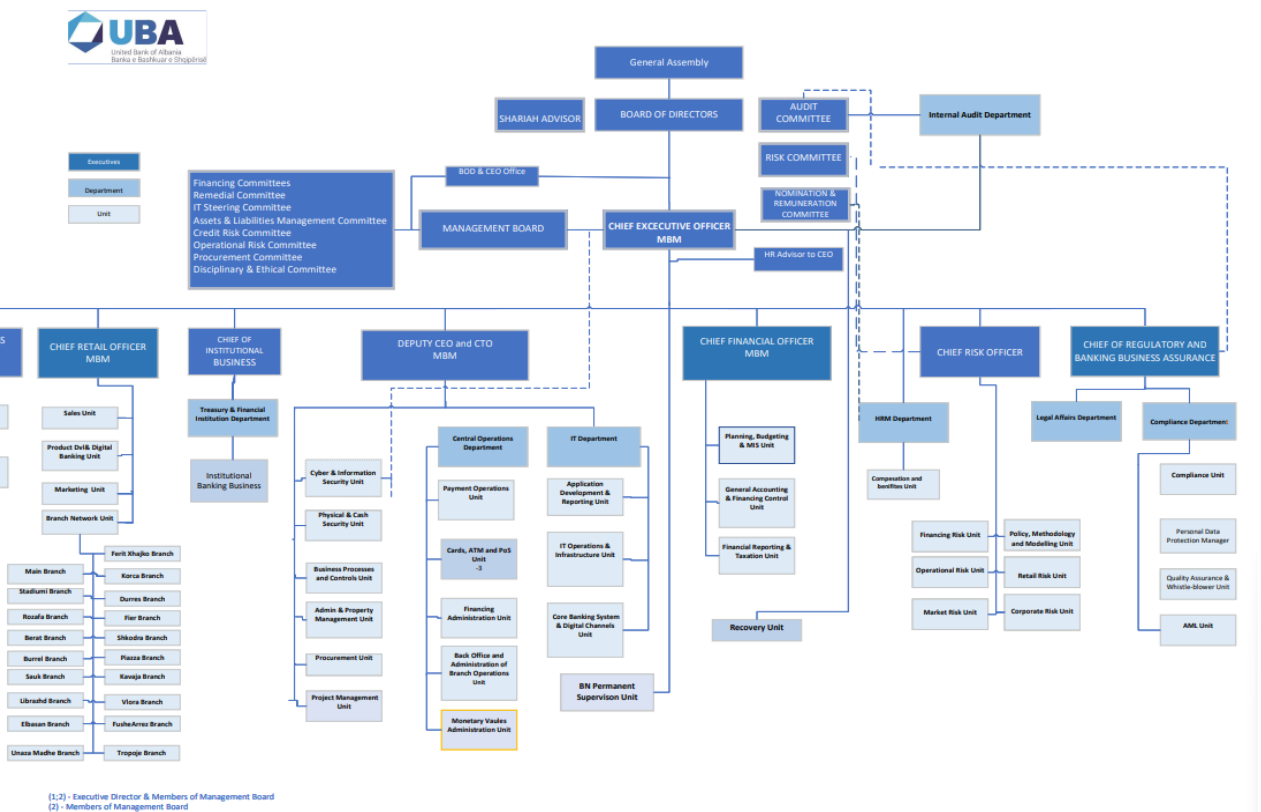 UBA
United Bank of Albania
Banka e Bashkuar e Shqipërisë
General Assembly
SHARIAH ADVISOR
BOARD OF DIRECTORS
AUDIT
COMMITTEE
Internal Audit Department
Executives
Department
Unit
RISK COMMITTEE
BOD & CEO Office
Financing Committees
Remedial Committee
IT Steering Committee
Assets & Liabilities Management Committee
Credit Risk Committee
Operational Risk Committee
Procurement Committee
Disciplinary & Ethical Committee
NOMINATION &
REMUNERATION
COMMITTEE
MANAGEMENT BOARD
CHIEF EXCECUTIVE OFFICER
MBM
HR Advisor to CEO
S
CHIEF RETAIL OFFICER
MBM
CHIEF OF
INSTITUTIONAL
BUSINESS
DEPUTY CEO and CTO
MBM
CHIEF FINANCIAL OFFICER
MBM
CHIEF RISK OFFICER
CHIEF OF REGULATORY AND
BANKING BUSINESS ASSURANCE
Sales Unit
Product Dvl& Digital
Banking Unit
Marketing Unit
Branch Network Unit
Ferit Xhajko Branch
Main Branch
Korca Branch
Stadiumi Branch
Durres Branch
Rozafa Branch
Fier Branch
Berat Branch
Shkodra Branch
Burrel Branch
Piazza Branch
Sauk Branch
Kavaja Branch
Librazhd Branch
Vlora Branch
Elbasan Branch
FusheArrez Branch
Unaza Madhe Branch
Tropoje Branch
Treasury & Financial
Institution Department
Institutional
Banking Business
Cyber & Information
Security Unit
Physical & Cash
Security Unit
Business Processes
and Controls Unit
Admin & Property
Management Unit
Procurement Unit
Project Management
Unit
Central Operations
Department
Payment Operations
Unit
Cards, ATM and PoS
Unit
-3
Financing
Administration Unit
Back Office and
Administration of
Branch Operations
Unit
Monetary Vaules
Administration Unit
IT Department
Application
Development &
Reporting Unit
IT Operations &
Infrastructure Unit
Core Banking System
& Digital Channels
Unit
BN Permanent
Supervison Unit
Planning, Budgeting
& MIS Unit
General Accounting
& Financing Control
Unit
Financial Reporting &
Taxation Unit
Recovery Unit
HRM Department
Compesation and
benifites Unit
Financing Risk Unit
Policy, Methodology
and Modelling Unit
Operational Risk Unit
Retail Risk Unit
Market Risk Unit
Corporate Risk Unit
Legal Affairs Department
Compliance Department
Compliance Unit
Personal Data
Protection Manager
Quality Assurance &
Whistle-blower Unit
AML Unit
(1;2) - Executive Director & Members of Management Board
(2) - Members of Management Board